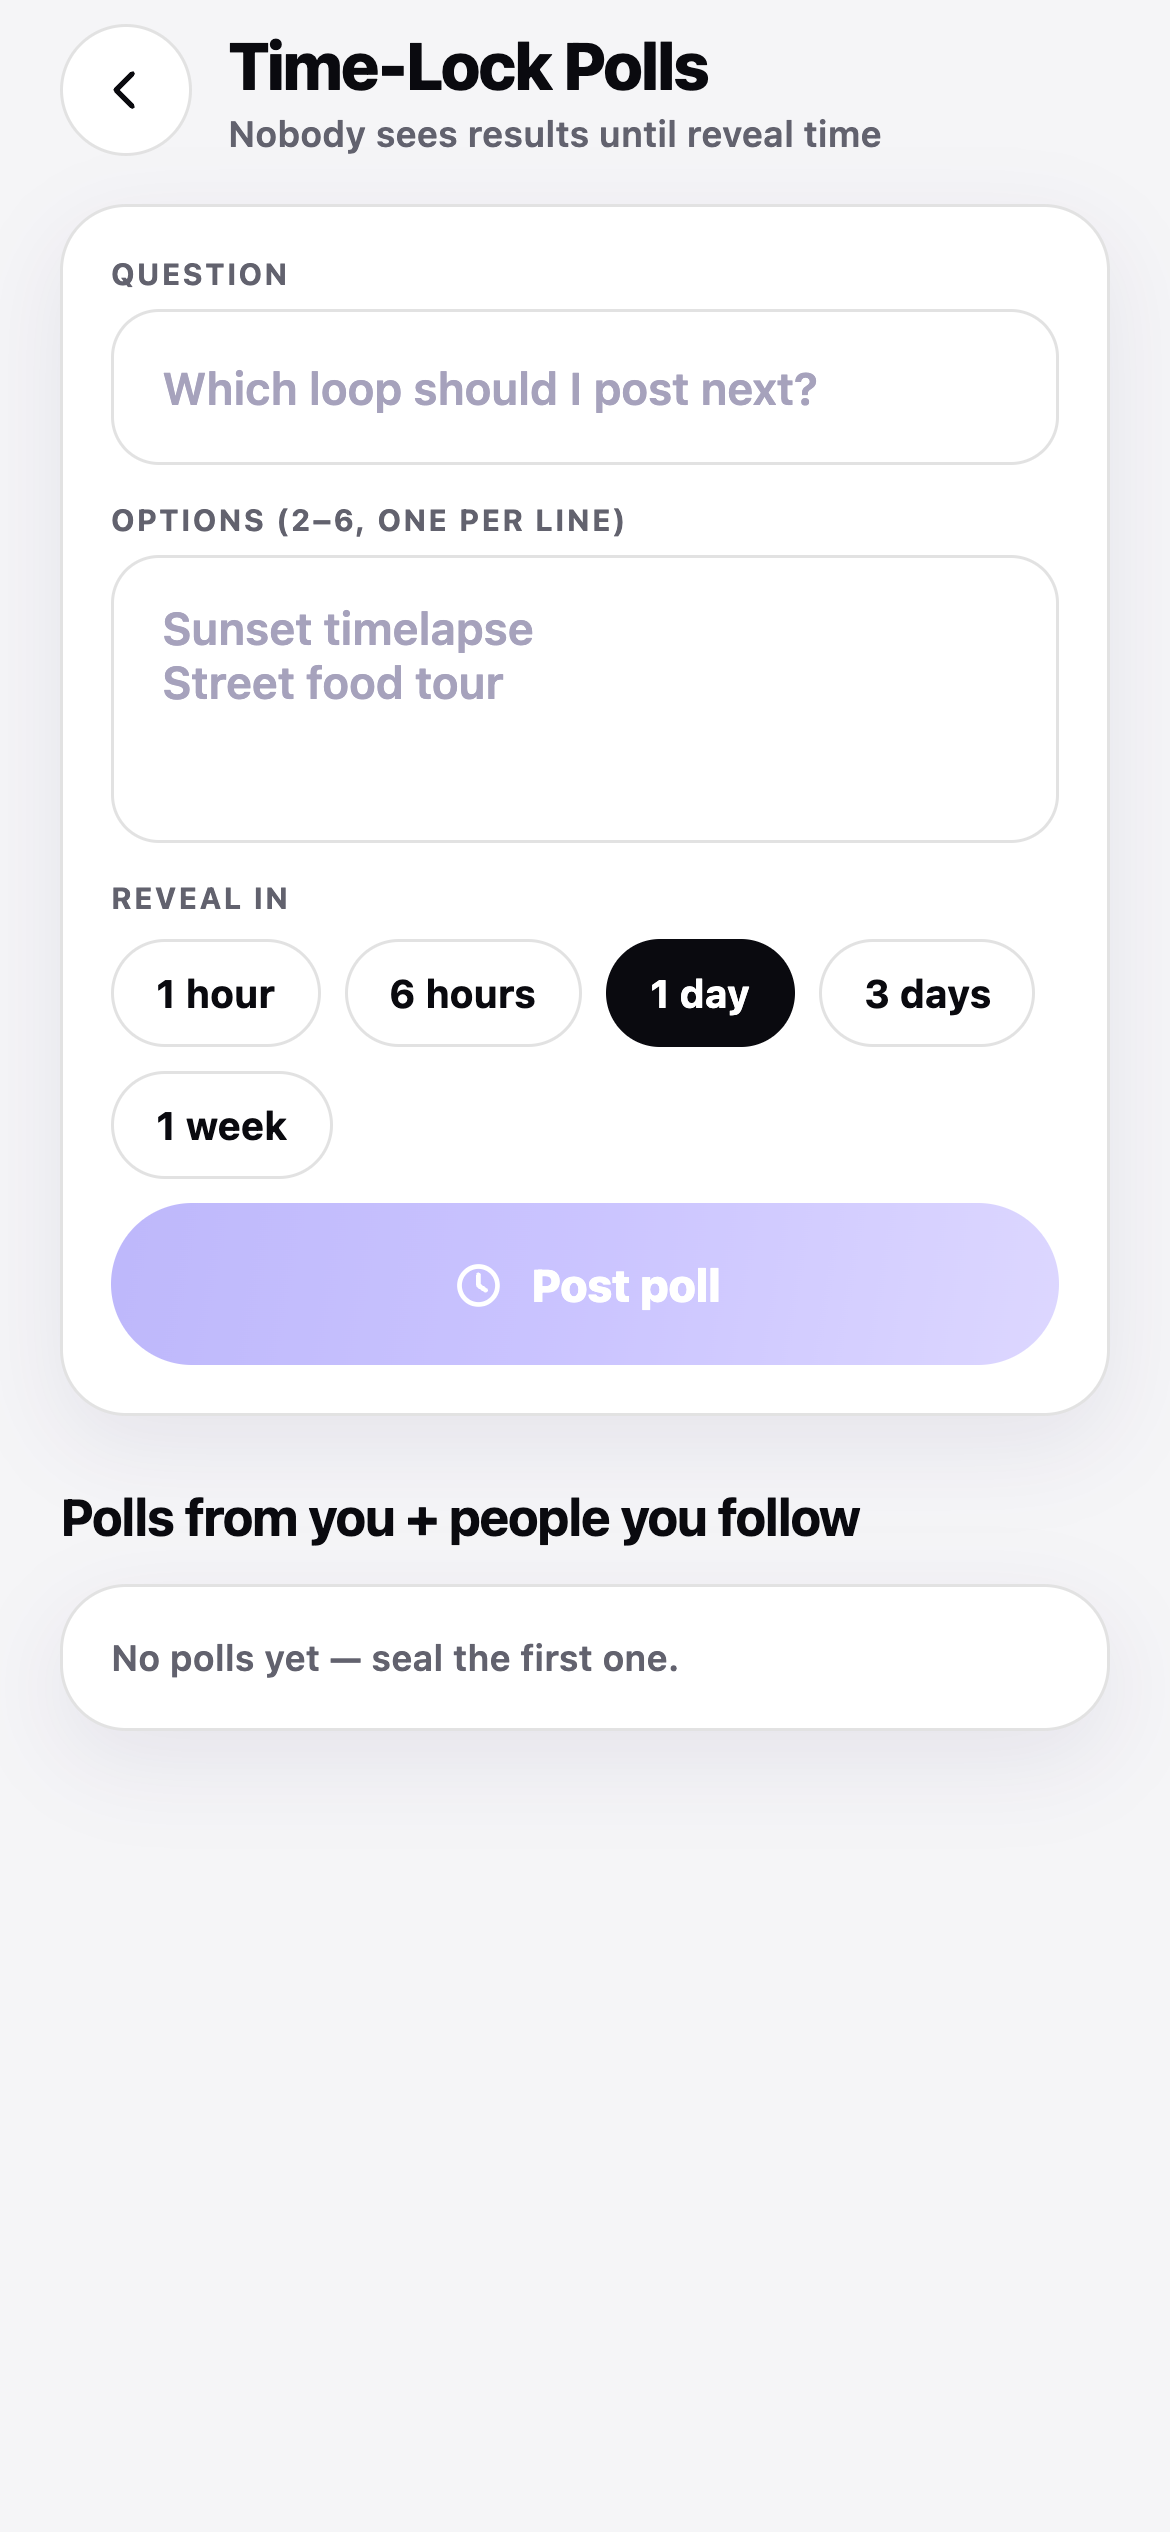 Time-Lock Polls
Nobody sees results until reveal time
QUESTION
Which loop should I post next?
OPTIONS (2–6, ONE PER LINE)
Sunset timelapse
Street food tour
REVEAL IN
1 hour
6 hours
1 day
3 days
1 week
Post poll
Polls from you + people you follow
No polls yet — seal the first one.